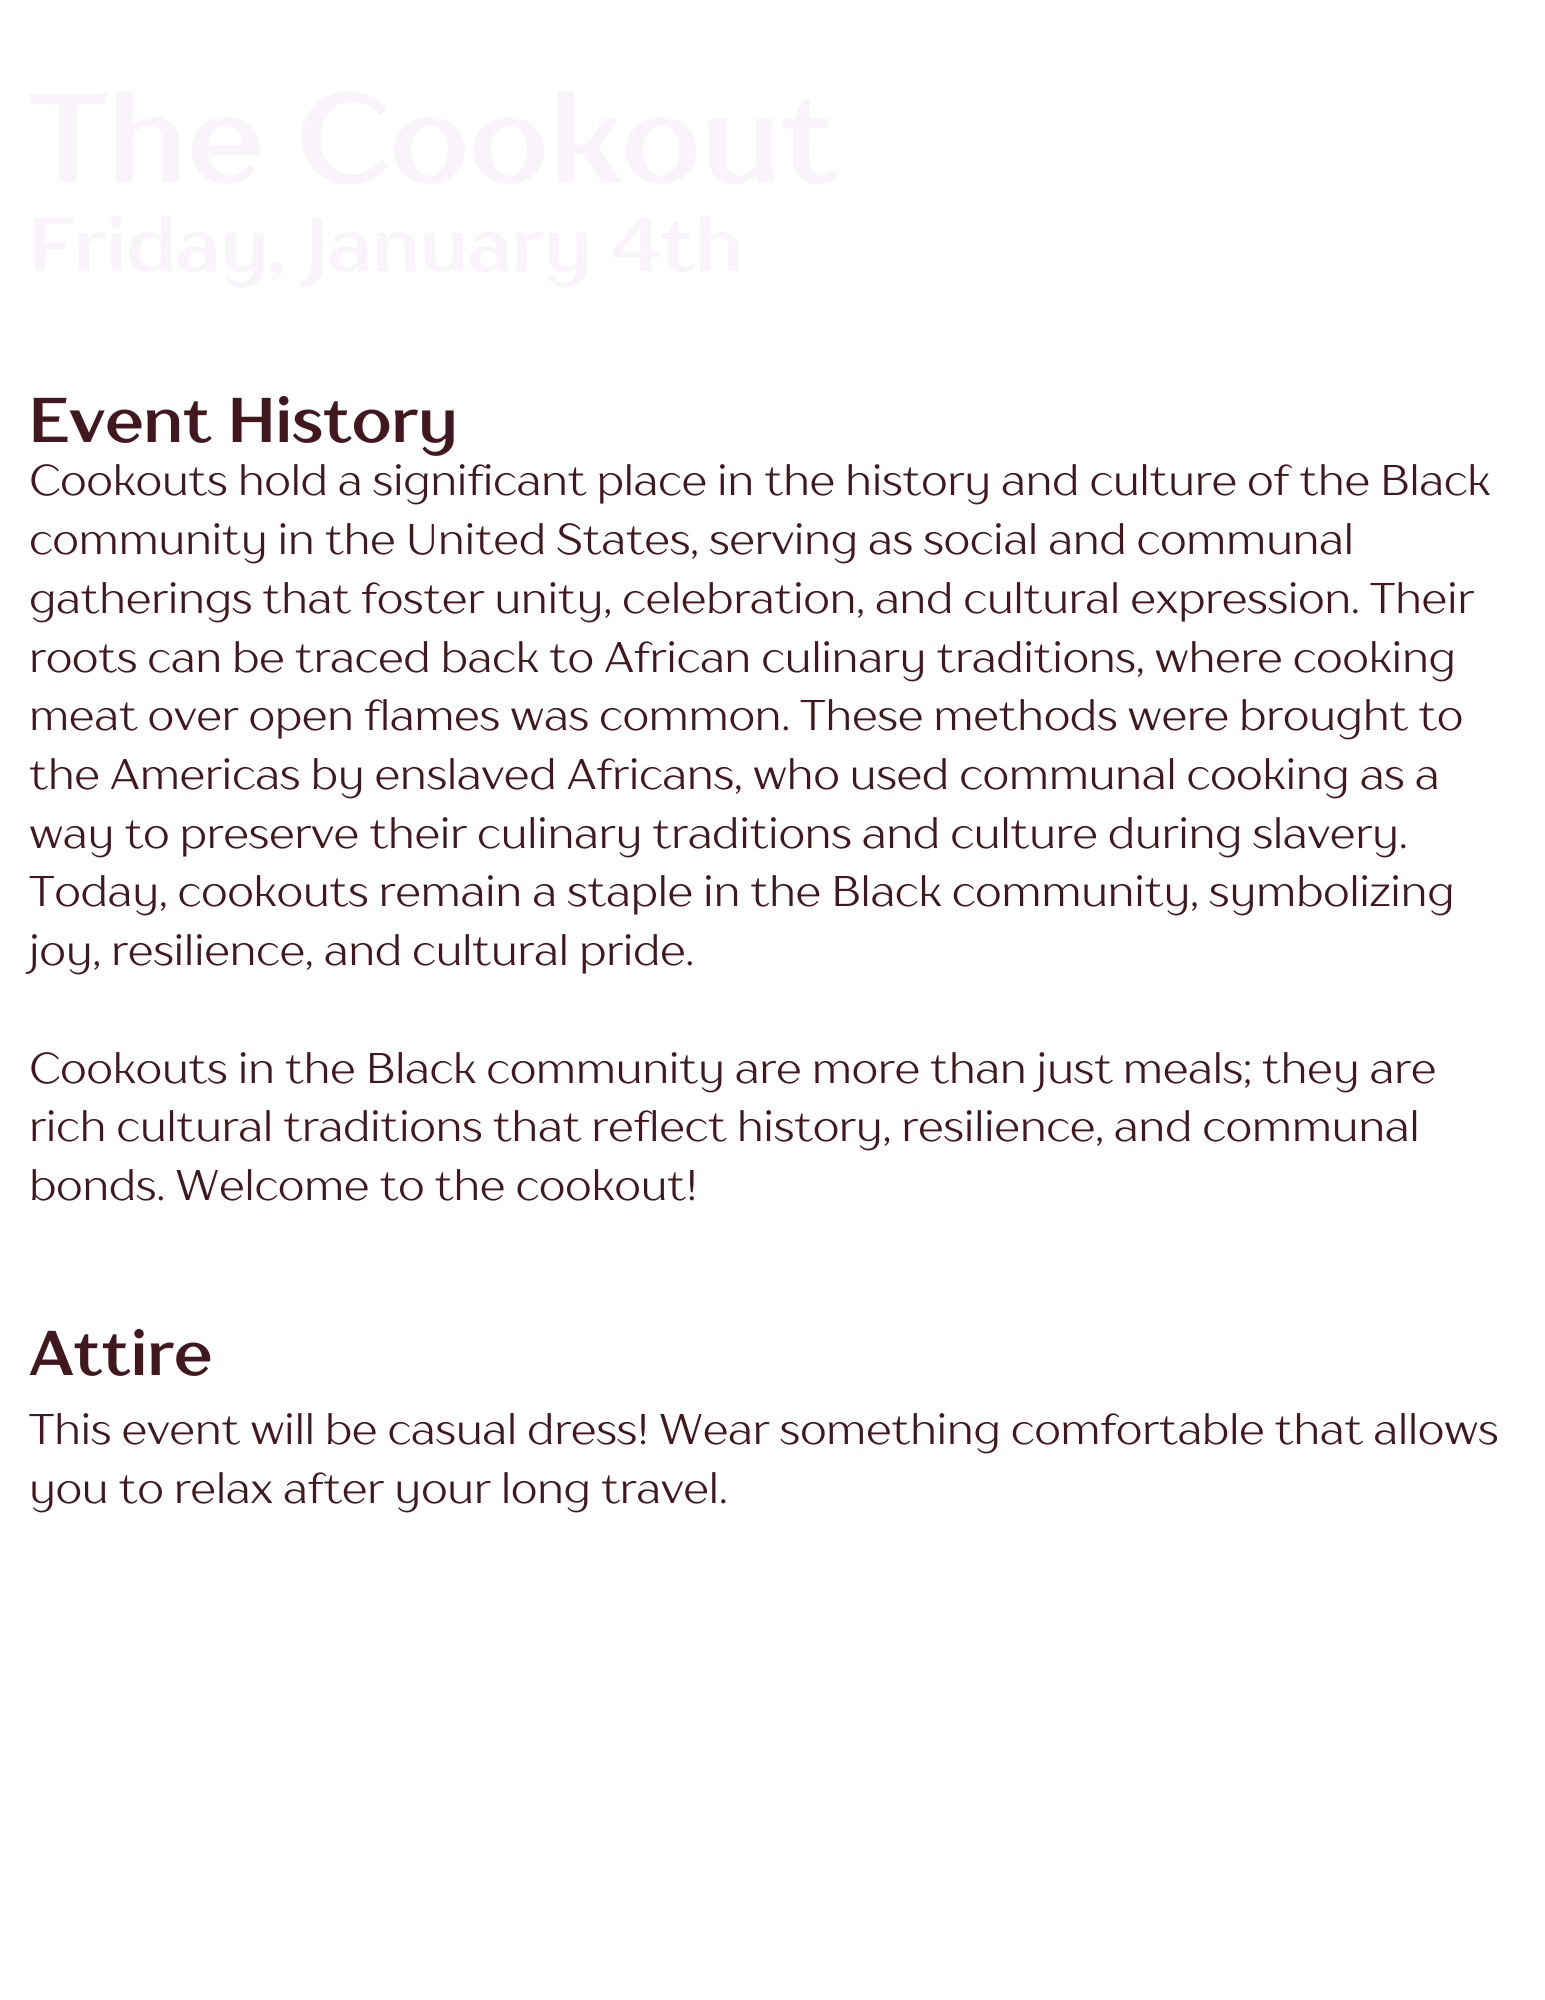 The Cookout
Friday, January 4th
Event History
Cookouts hold a significant place in the history and culture of the Black
community in the United States, serving as social and communal
gatherings that foster unity, celebration, and cultural expression. Their
roots can be traced back to African culinary traditions, where cooking
meat over open flames was common. These methods were brought to
the Americas by enslaved Africans, who used communal cooking as a
way to preserve their culinary traditions and culture during slavery.
Today, cookouts remain a staple in the Black community, symbolizing
joy, resilience, and cultural pride.
Cookouts in the Black community are more than just meals; they are
rich cultural traditions that reflect history, resilience, and communal
bonds. Welcome to the cookout!
Attire
This event will be casual dress! Wear something comfortable that allows
you to relax after your long travel.